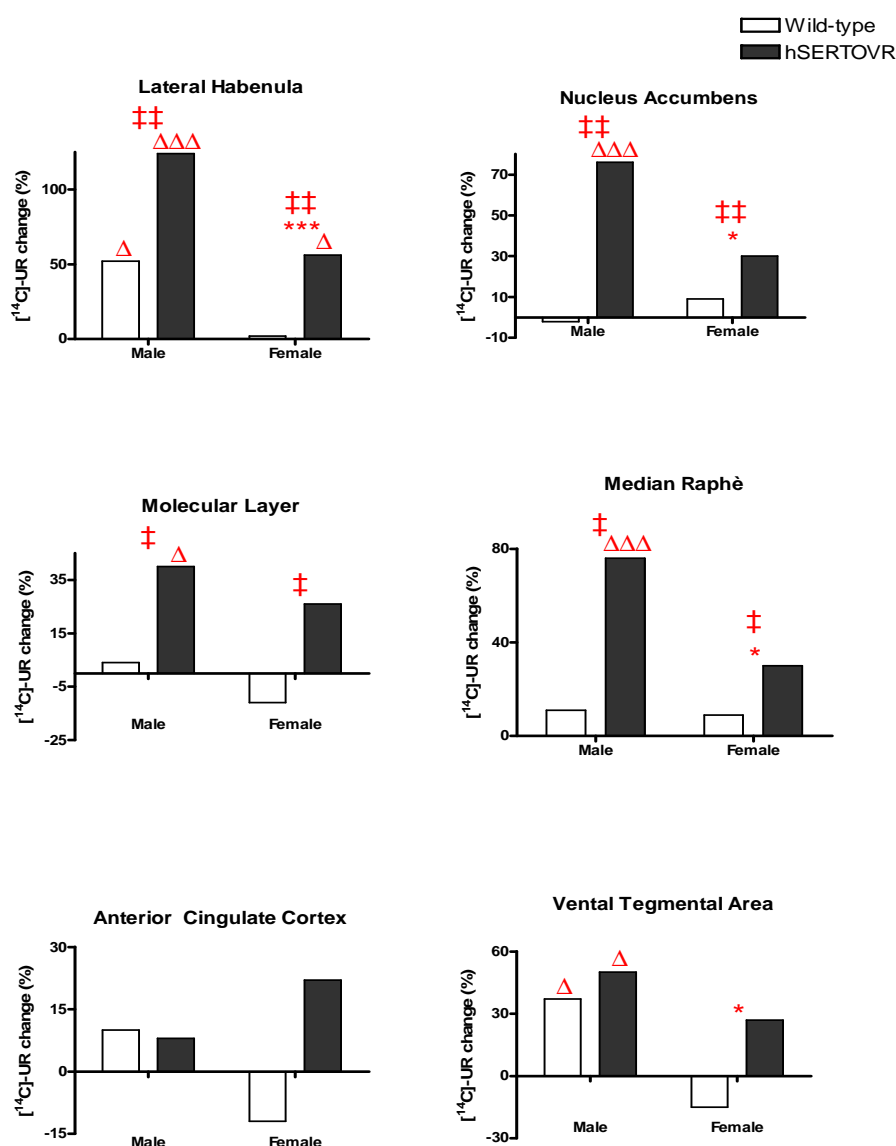 Wild-type
hSERTOVR
Lateral Habenula
‡‡
ΔΔΔ
Δ
‡‡
***
Δ
100
50
0
[¹⁴C]-UR change (%)
Male
Female
Nucleus Accumbens
‡‡
ΔΔΔ
‡‡
*
70
50
30
10
-10
[¹⁴C]-UR change (%)
Male
Female
Molecular Layer
‡
Δ
‡
35
15
-5
-25
[¹⁴C]-UR change (%)
Male
Female
Median Raphè
‡
ΔΔΔ
‡
*
80
40
0
[¹⁴C]-UR change (%)
Male
Female
Anterior Cingulate Cortex
30
15
0
-15
[¹⁴C]-UR change (%)
Male
Female
Vental Tegmental Area
Δ
Δ
*
60
30
0
-30
[¹⁴C]-UR change (%)
Male
Female